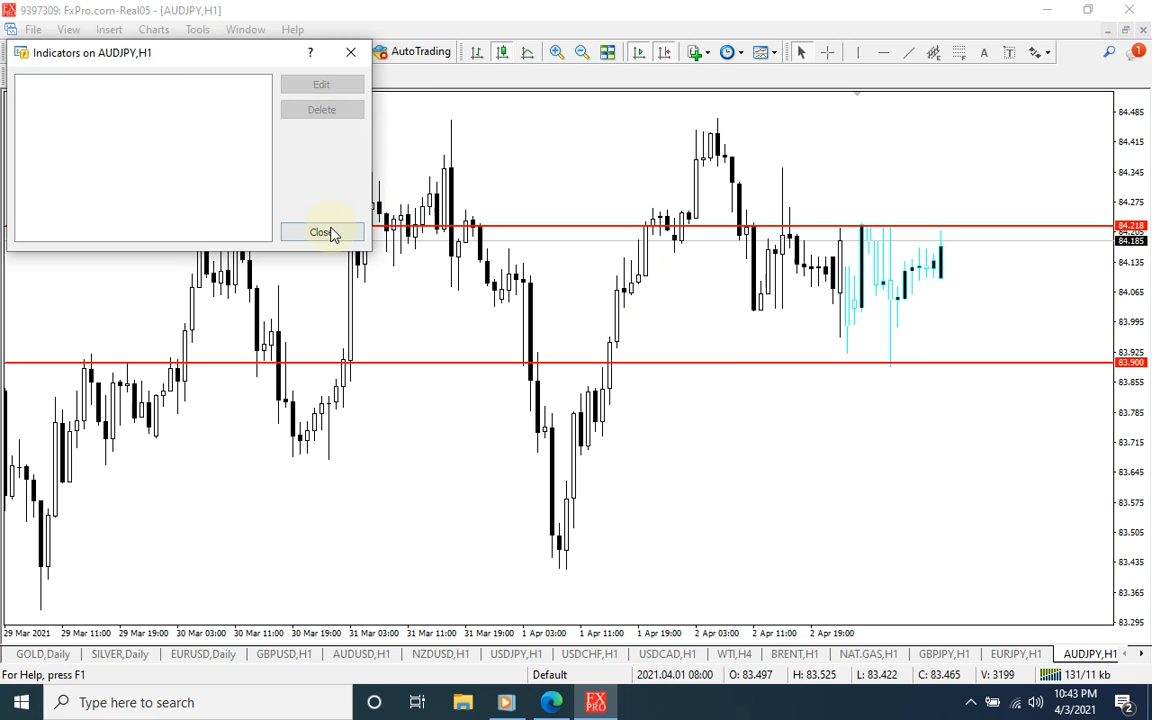 9397309: FxPro.com-Real05 - [AUDJPY,H1]
File View Insert Charts Tools Window Help
Indicators on AUDJPY,H1 ?
AutoTrading
A T
1
Edit
Delete
Close
84.485
84.415
84.345
84.275
84.218
84.205
84.185
84.135
84.065
83.995
83.925
83.900
83.855
83.785
83.715
83.645
83.575
83.505
83.435
83.365
83.295
29 Mar 2021 29 Mar 11:00 29 Mar 19:00 30 Mar 03:00 30 Mar 11:00 30 Mar 19:00 31 Mar 03:00 31 Mar 11:00 31 Mar 19:00 1 Apr 03:00 1 Apr 11:00 1 Apr 19:00 2 Apr 03:00 2 Apr 11:00 2 Apr 19:00
GOLD,Daily SILVER,Daily EURUSD,Daily GBPUSD,H1 AUDUSD,H1 NZDUSD,H1 USDJPY,H1 USDCHF,H1 USDCAD,H1 WTI,H4 BRENT,H1 NAT.GAS,H1 GBPJPY,H1 EURJPY,H1 AUDJPY,H1
For Help, press F1 Default 2021.04.01 08:00 O: 83.497 H: 83.525 L: 83.422 C: 83.465 V: 3199 131/11 kb
Type here to search
FX PRO
10:43 PM
4/3/2021
2